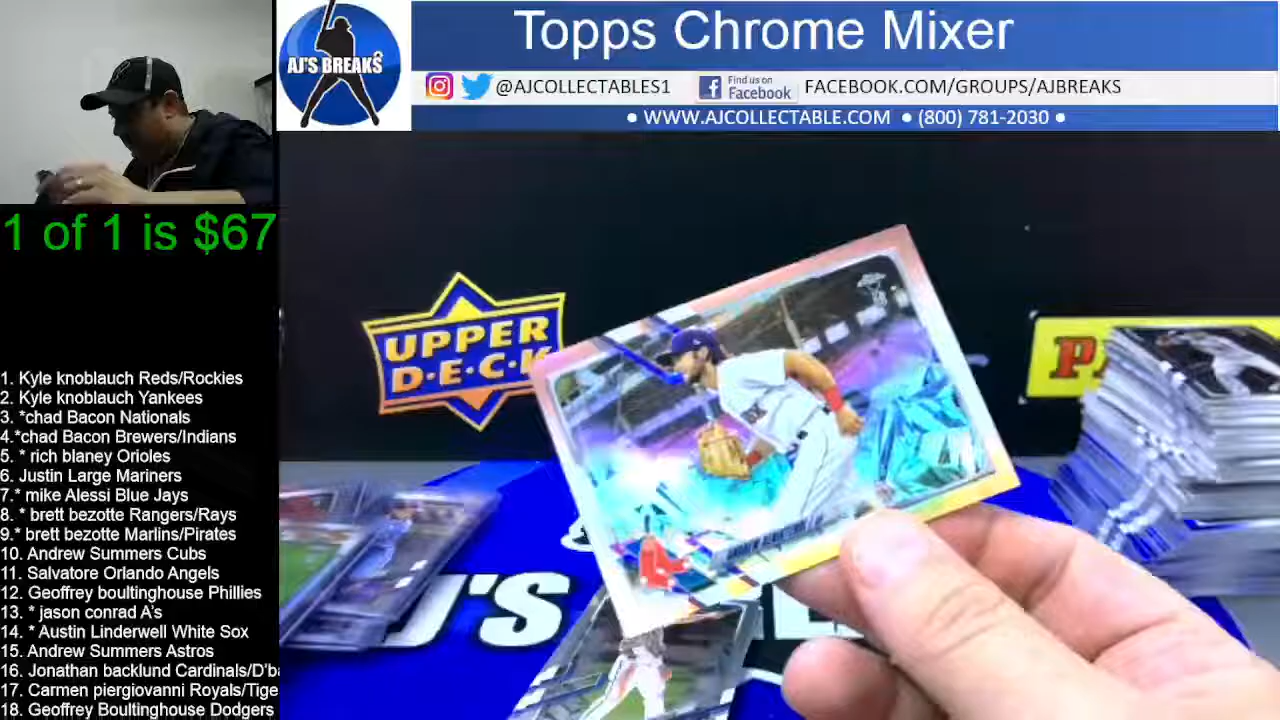 Topps Chrome Mixer
AJ'S BREAKS
@AJCOLLECTABLES1
Find us on
Facebook
FACEBOOK.COM/GROUPS/AJBREAKS
● WWW.AJCOLLECTABLE.COM ● (800) 781-2030 ●
1 of 1 is $67
UPPER
D·E·C·K
J'S
1. Kyle knoblauch Reds/Rockies
2. Kyle knoblauch Yankees
3. *chad Bacon Nationals
4.*chad Bacon Brewers/Indians
5. * rich blaney Orioles
6. Justin Large Mariners
7.* mike Alessi Blue Jays
8. * brett bezotte Rangers/Rays
9.* brett bezotte Marlins/Pirates
10. Andrew Summers Cubs
11. Salvatore Orlando Angels
12. Geoffrey boultinghouse Phillies
13. * jason conrad A's
14. * Austin Linderwell White Sox
15. Andrew Summers Astros
16. Jonathan backlund Cardinals/D'ba
17. Carmen piergiovanni Royals/Tige
18. Geoffrey Boultinghouse Dodgers